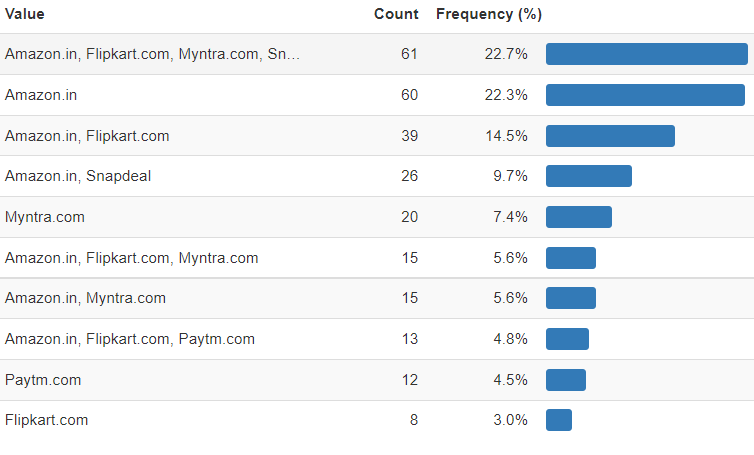 Value Count Frequency (%)
Amazon.in, Flipkart.com, Myntra.com, Sn... 61 22.7%
Amazon.in 60 22.3%
Amazon.in, Flipkart.com 39 14.5%
Amazon.in, Snapdeal 26 9.7%
Myntra.com 20 7.4%
Amazon.in, Flipkart.com, Myntra.com 15 5.6%
Amazon.in, Myntra.com 15 5.6%
Amazon.in, Flipkart.com, Paytm.com 13 4.8%
Paytm.com 12 4.5%
Flipkart.com 8 3.0%